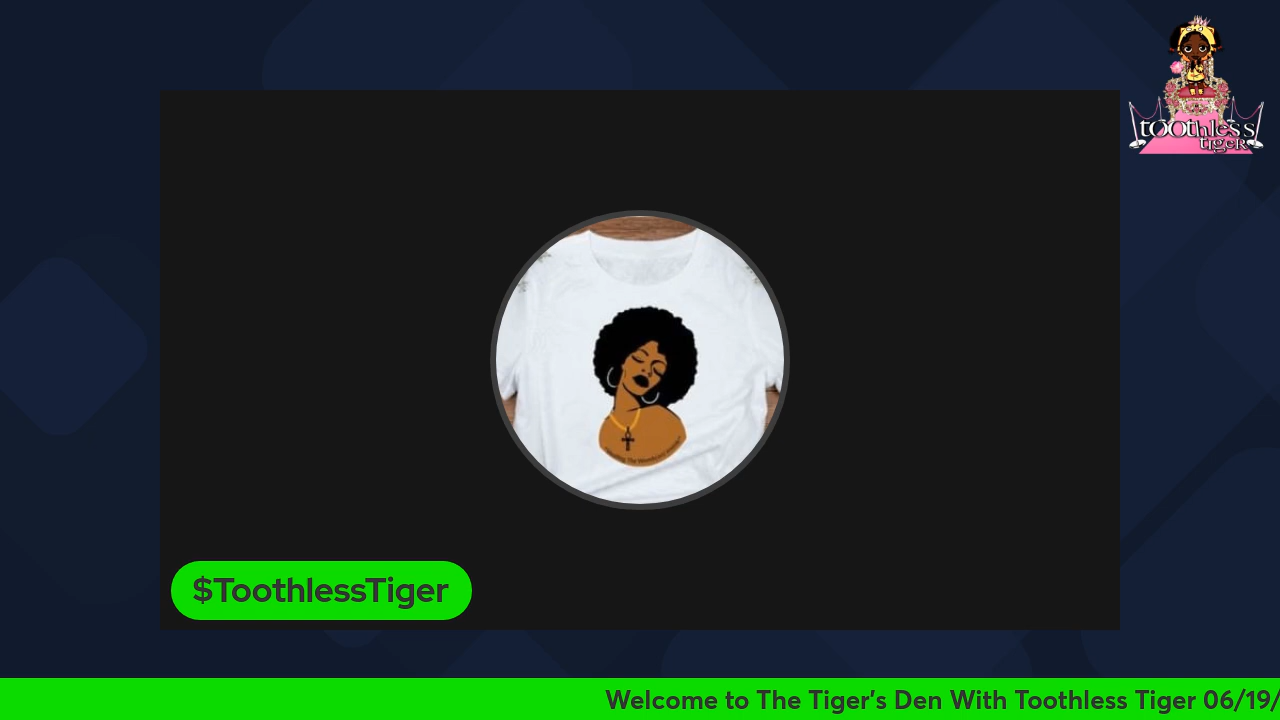 toothless
tiger
$ToothlessTiger
Welcome to The Tiger's Den With Toothless Tiger 06/19/